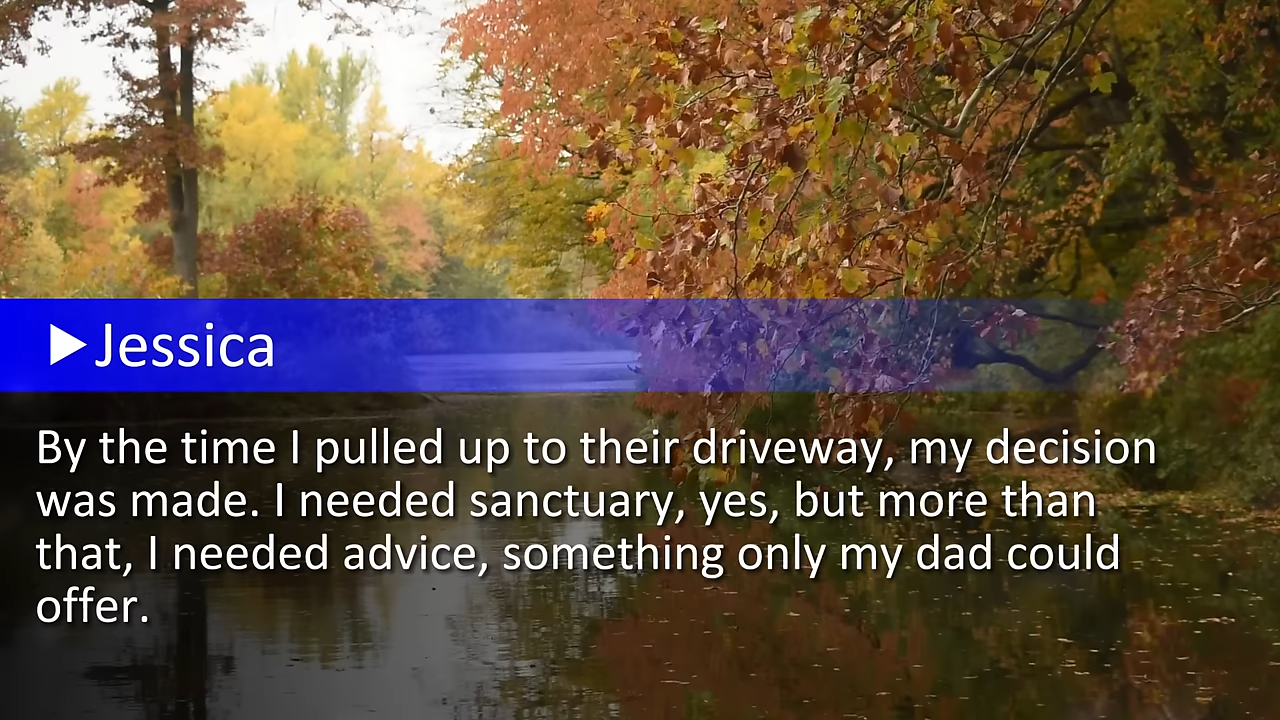 Jessica
By the time I pulled up to their driveway, my decision
was made. I needed sanctuary, yes, but more than
that, I needed advice, something only my dad could
offer.